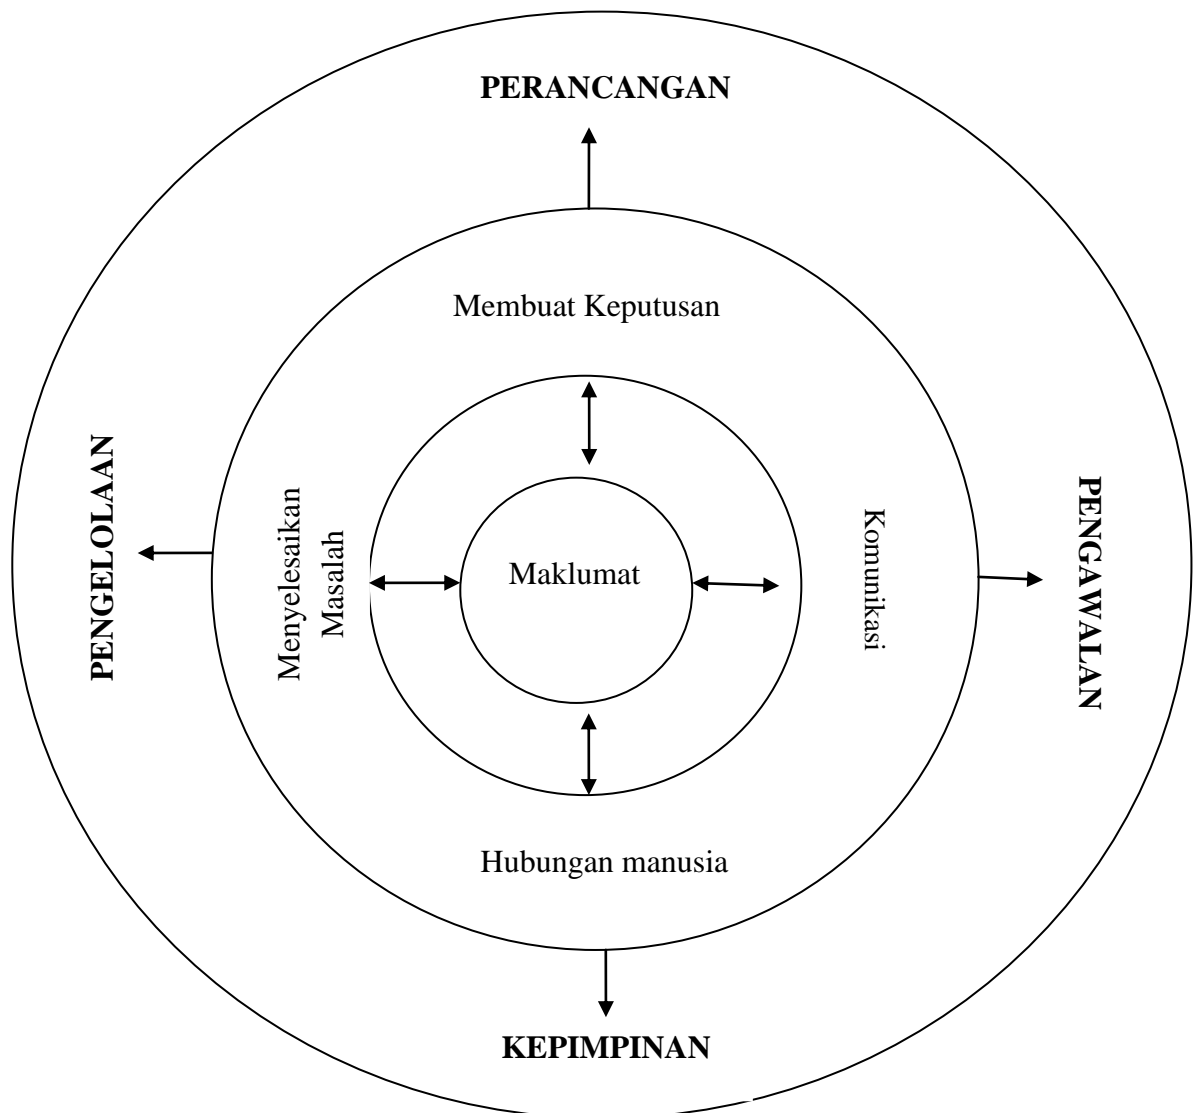 PERANCANGAN
Membuat Keputusan
PENGELOLAAN
Menyelesaikan
Masalah
Maklumat
Komunikasi
PENGAWALAN
Hubungan manusia
KEPIMPINAN